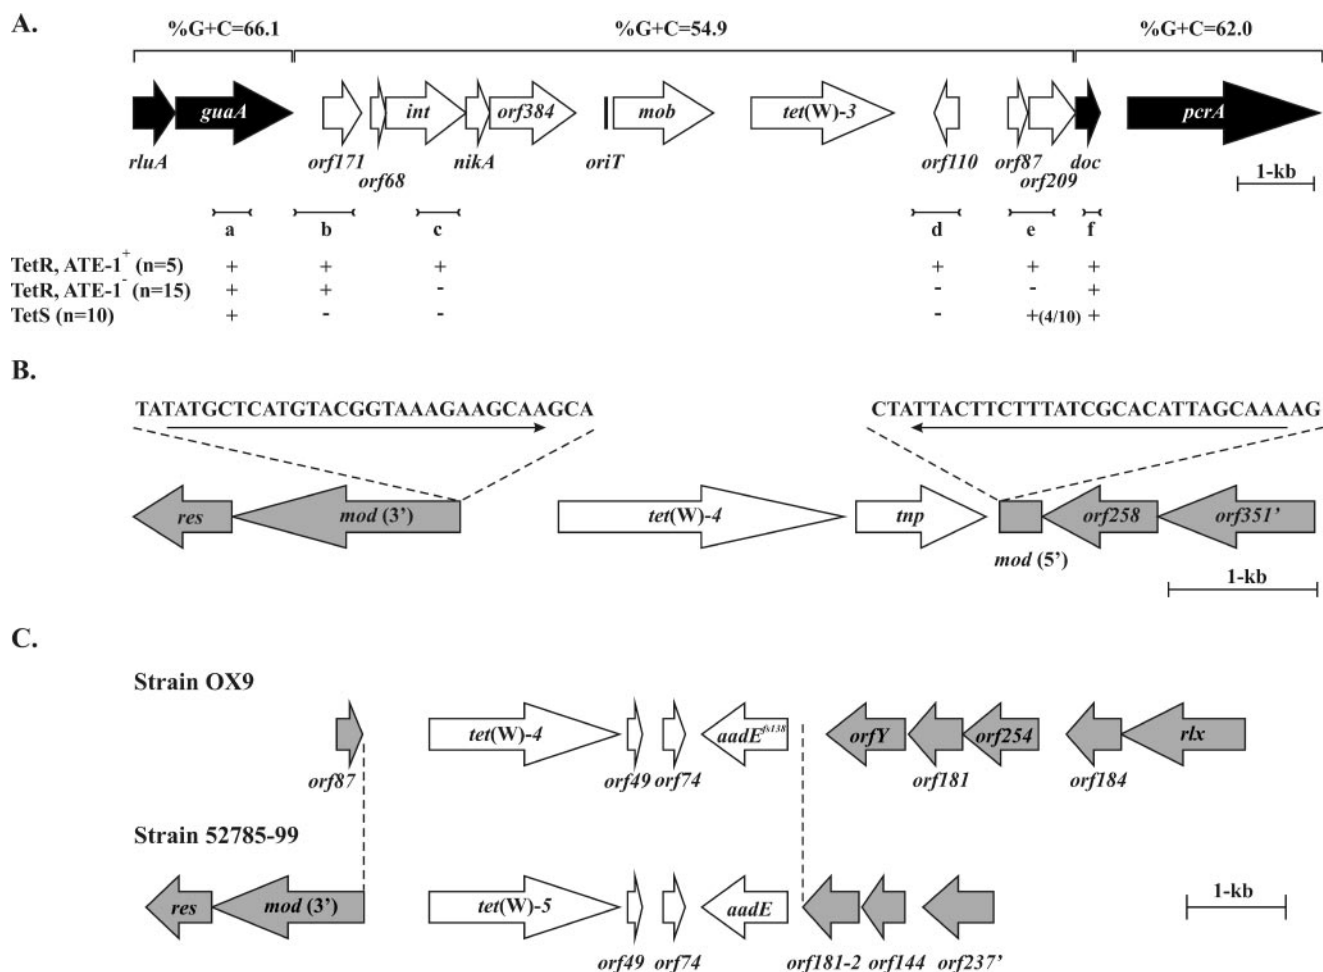 A.
%G+C=66.1 %G+C=54.9 %G+C=62.0
guaA int orf384 mob tet(W)-3 pcrA
rluA orf171 nikA oriT orf110 orf87 doc
orf68 orf209
1-kb
a b c d e f
TetR, ATE-1+ (n=5) + + + + + +
TetR, ATE-1- (n=15) + + - - - +
TetS (n=10) + - - - +(4/10) +
B.
TATATGCTCATGTACGGTAAAGAAGCAAGCA CTATTACTTCTTTATCGCACATTAGCAAAAG
res mod (3') tet(W)-4 tnp orf258 orf351'
mod (5')
1-kb
C.
Strain OX9
tet(W)-4 aadEfs138 orfY orf254 rlx
orf87 orf49 orf74 orf181 orf184
Strain 52785-99
1-kb
res mod (3') tet(W)-5 aadE
orf49 orf74 orf181-2 orf144 orf237'